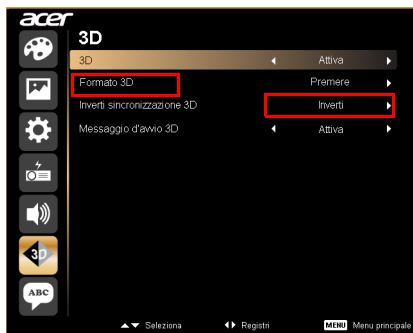 acer
3D
3D Attiva
Formato 3D Premere
Inverti sincronizzazione 3D Inverti
Messaggio d'avvio 3D Attiva
3D
ABC
Seleziona Registri MENU Menu principale